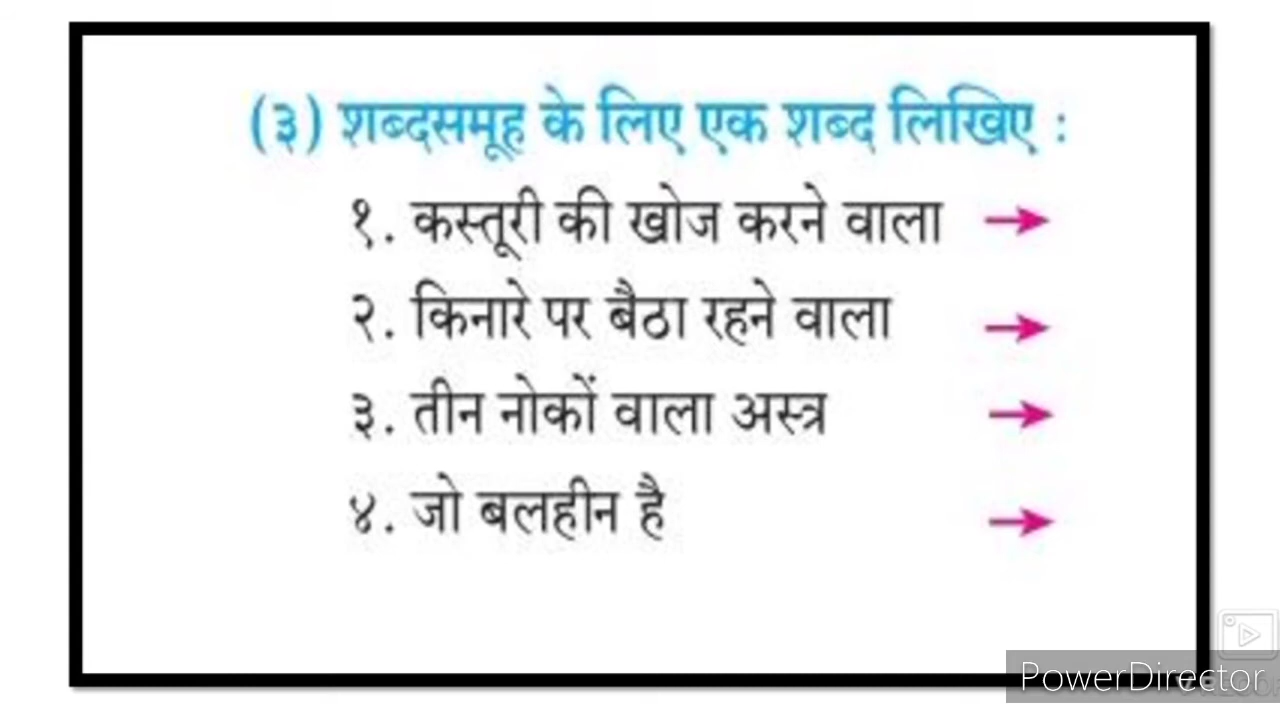 (३) शब्दसमूह के लिए एक शब्द लिखिए :
१. कस्तूरी की खोज करने वाला →
२. किनारे पर बैठा रहने वाला →
३. तीन नोकों वाला अस्त्र →
४. जो बलहीन है →
PowerDirector